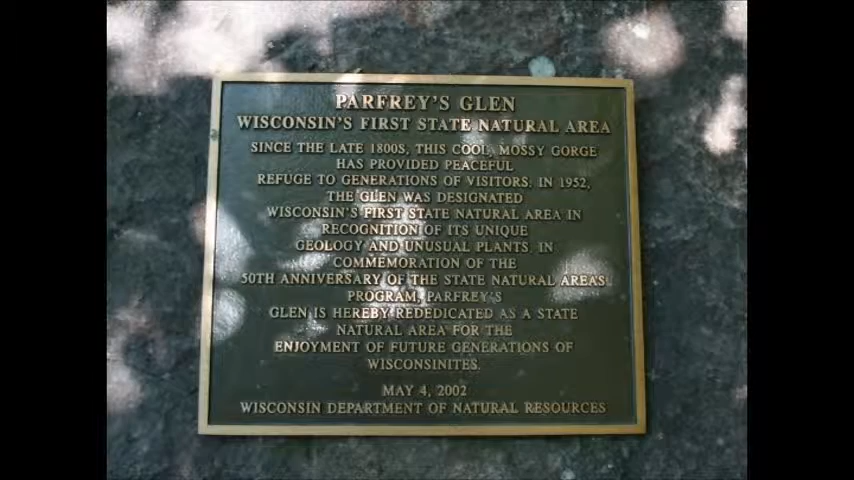 PARFREY'S GLEN
WISCONSIN'S FIRST STATE NATURAL AREA
SINCE THE LATE 1800S, THIS COOL, MOSSY GORGE
HAS PROVIDED PEACEFUL
REFUGE TO GENERATIONS OF VISITORS. IN 1952,
THE GLEN WAS DESIGNATED
WISCONSIN'S FIRST STATE NATURAL AREA IN
RECOGNITION OF ITS UNIQUE
GEOLOGY AND UNUSUAL PLANTS. IN
COMMEMORATION OF THE
50TH ANNIVERSARY OF THE STATE NATURAL AREAS
PROGRAM, PARFREY'S
GLEN IS HEREBY REDEDICATED AS A STATE
NATURAL AREA FOR THE
ENJOYMENT OF FUTURE GENERATIONS OF
WISCONSINITES.
MAY 4, 2002
WISCONSIN DEPARTMENT OF NATURAL RESOURCES